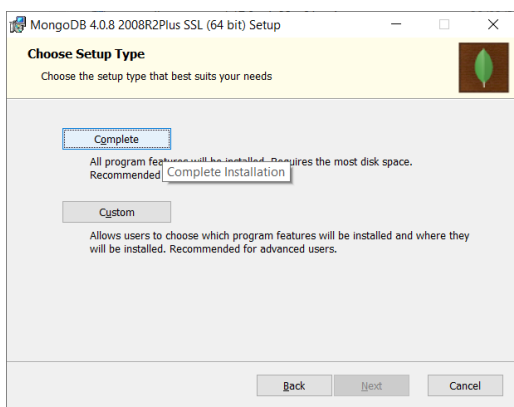 MongoDB 4.0.8 2008R2Plus SSL (64 bit) Setup
Choose Setup Type
Choose the setup type that best suits your needs
Complete
All program features will be installed. Requires the most disk space.
Recommended
Complete Installation
Custom
Allows users to choose which program features will be installed and where they
will be installed. Recommended for advanced users.
Back Next Cancel